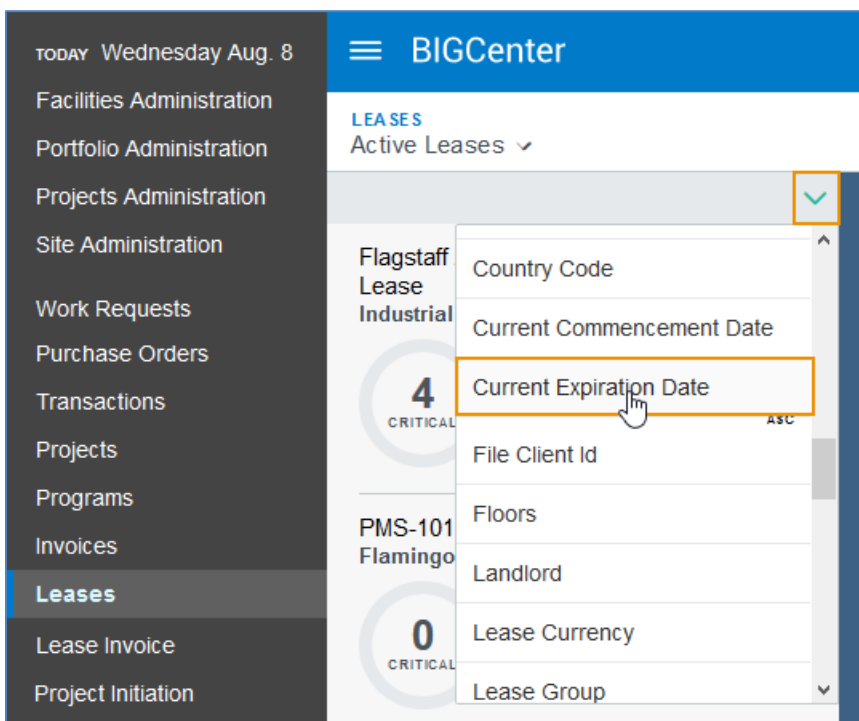 TODAY Wednesday Aug. 8
Facilities Administration
Portfolio Administration
Projects Administration
Site Administration
Work Requests
Purchase Orders
Transactions
Projects
Programs
Invoices
Leases
Lease Invoice
Project Initiation
BIGCenter
LEASES
Active Leases
Flagstaff
Lease
Industrial
4
CRITICAL
PMS-101
Flamingo
0
CRITICAL
Country Code
Current Commencement Date
Current Expiration Date
ASC
File Client Id
Floors
Landlord
Lease Currency
Lease Group